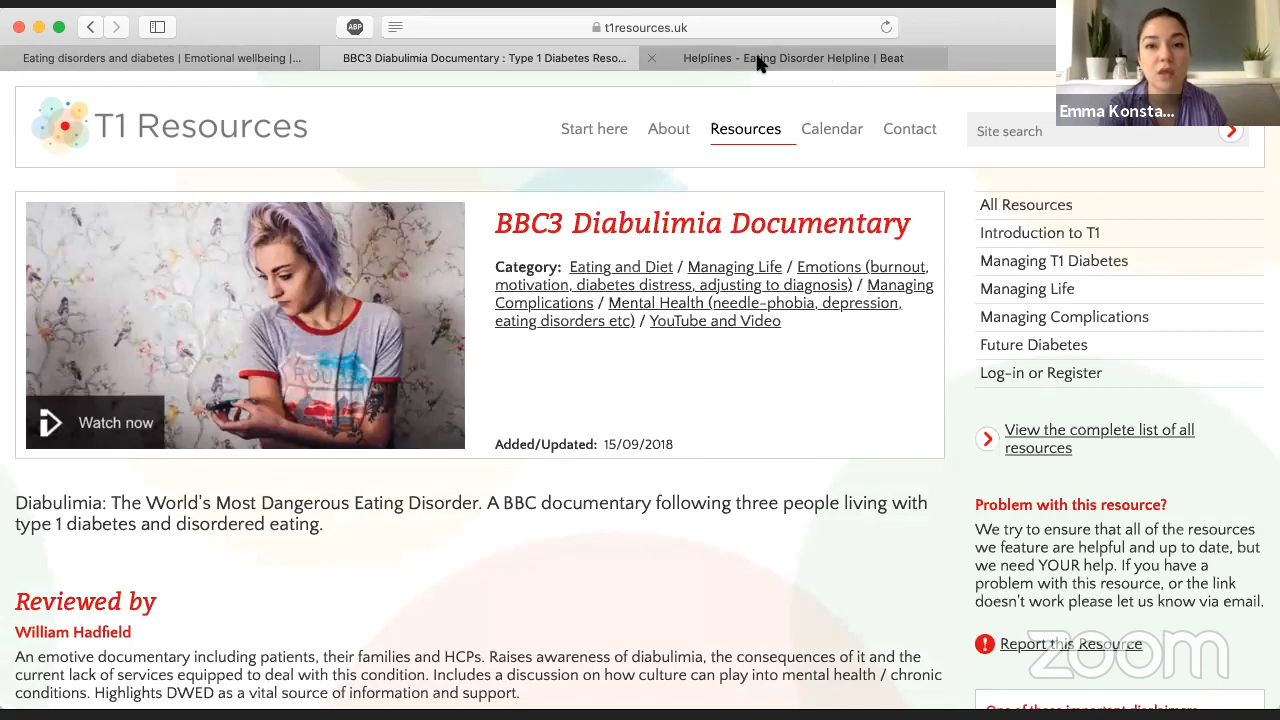 ABP
t1resources.uk
Eating disorders and diabetes | Emotional wellbeing |...
BBC3 Diabulimia Documentary : Type 1 Diabetes Reso...
Helplines - Eating Disorder Helpline | Beat
Emma Konsta...
T1 Resources
Start here
About
Resources
Calendar
Contact
Site search
BBC3 Diabulimia Documentary
Category: Eating and Diet / Managing Life / Emotions (burnout,
motivation, diabetes distress, adjusting to diagnosis) / Managing
Complications / Mental Health (needle-phobia, depression,
eating disorders etc) / YouTube and Video
Watch now
Added/Updated: 15/09/2018
Diabulimia: The World's Most Dangerous Eating Disorder. A BBC documentary following three people living with
type 1 diabetes and disordered eating.
Reviewed by
William Hadfield
An emotive documentary including patients, their families and HCPs. Raises awareness of diabulimia, the consequences of it and the
current lack of services equipped to deal with this condition. Includes a discussion on how culture can play into mental health / chronic
conditions. Highlights DWED as a vital source of information and support.
All Resources
Introduction to T1
Managing T1 Diabetes
Managing Life
Managing Complications
Future Diabetes
Log-in or Register
View the complete list of all
resources
Problem with this resource?
We try to ensure that all of the resources
we feature are helpful and up to date, but
we need YOUR help. If you have a
problem with this resource, or the link
doesn't work please let us know via email.
Report this Resource
zoom
One of those important disclaimers